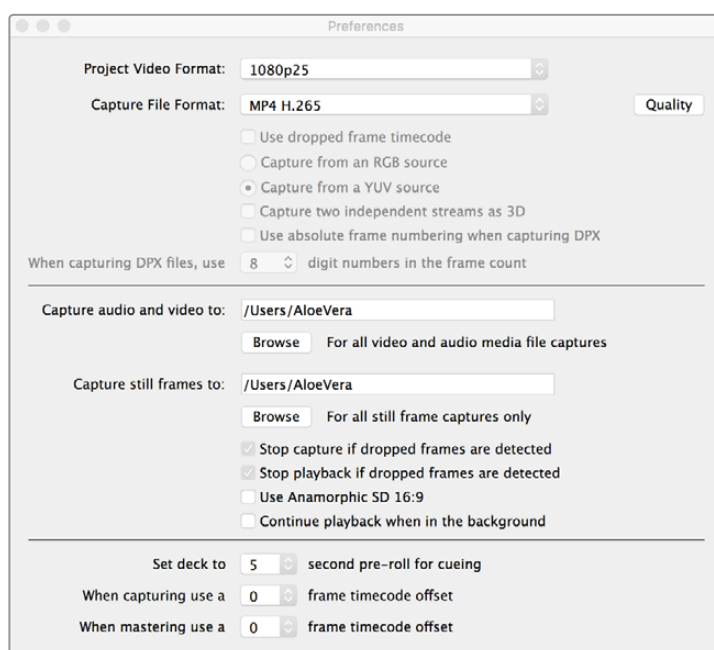 Preferences
Project Video Format: 1080p25
Capture File Format: MP4 H.265 Quality
Use dropped frame timecode
Capture from an RGB source
Capture from a YUV source
Capture two independent streams as 3D
Use absolute frame numbering when capturing DPX
When capturing DPX files, use 8 digit numbers in the frame count
Capture audio and video to: /Users/AloeVera
Browse For all video and audio media file captures
Capture still frames to: /Users/AloeVera
Browse For all still frame captures only
Stop capture if dropped frames are detected
Stop playback if dropped frames are detected
Use Anamorphic SD 16:9
Continue playback when in the background
Set deck to 5 second pre-roll for cueing
When capturing use a 0 frame timecode offset
When mastering use a 0 frame timecode offset